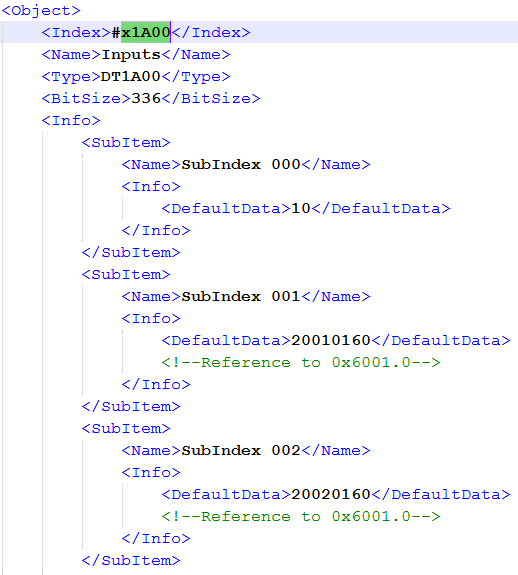 <Object>
<Index>#x1A00</Index>
<Name>Inputs</Name>
<Type>DT1A00</Type>
<BitSize>336</BitSize>
<Info>
<SubItem>
<Name>SubIndex 000</Name>
<Info>
<DefaultData>10</DefaultData>
</Info>
</SubItem>
<SubItem>
<Name>SubIndex 001</Name>
<Info>
<DefaultData>20010160</DefaultData>
<!--Reference to 0x6001.0-->
</Info>
</SubItem>
<SubItem>
<Name>SubIndex 002</Name>
<Info>
<DefaultData>20020160</DefaultData>
<!--Reference to 0x6001.0-->
</Info>
</SubItem>